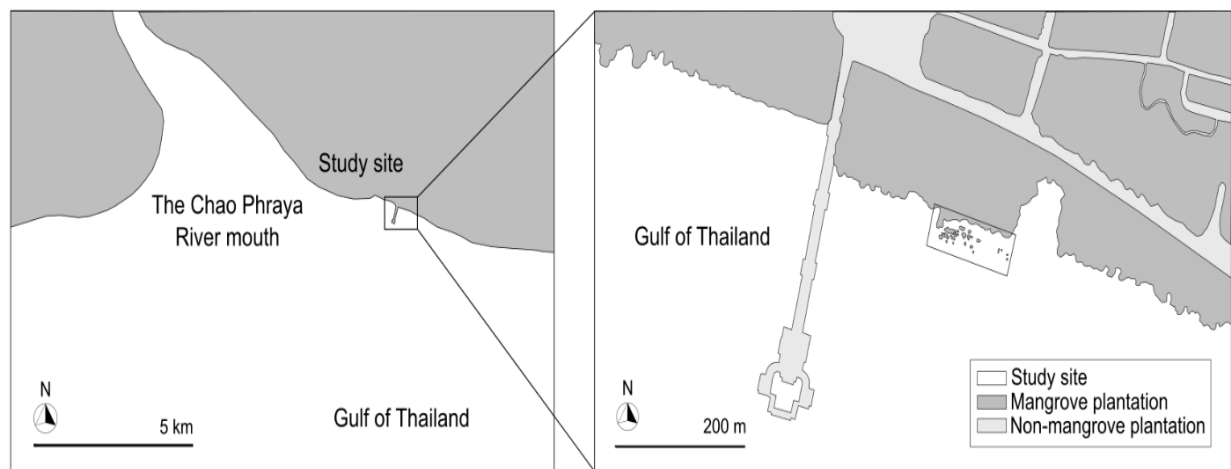 Study site
The Chao Phraya
River mouth
N
5 km
Gulf of Thailand
Gulf of Thailand
N
200 m
Study site
Mangrove plantation
Non-mangrove plantation